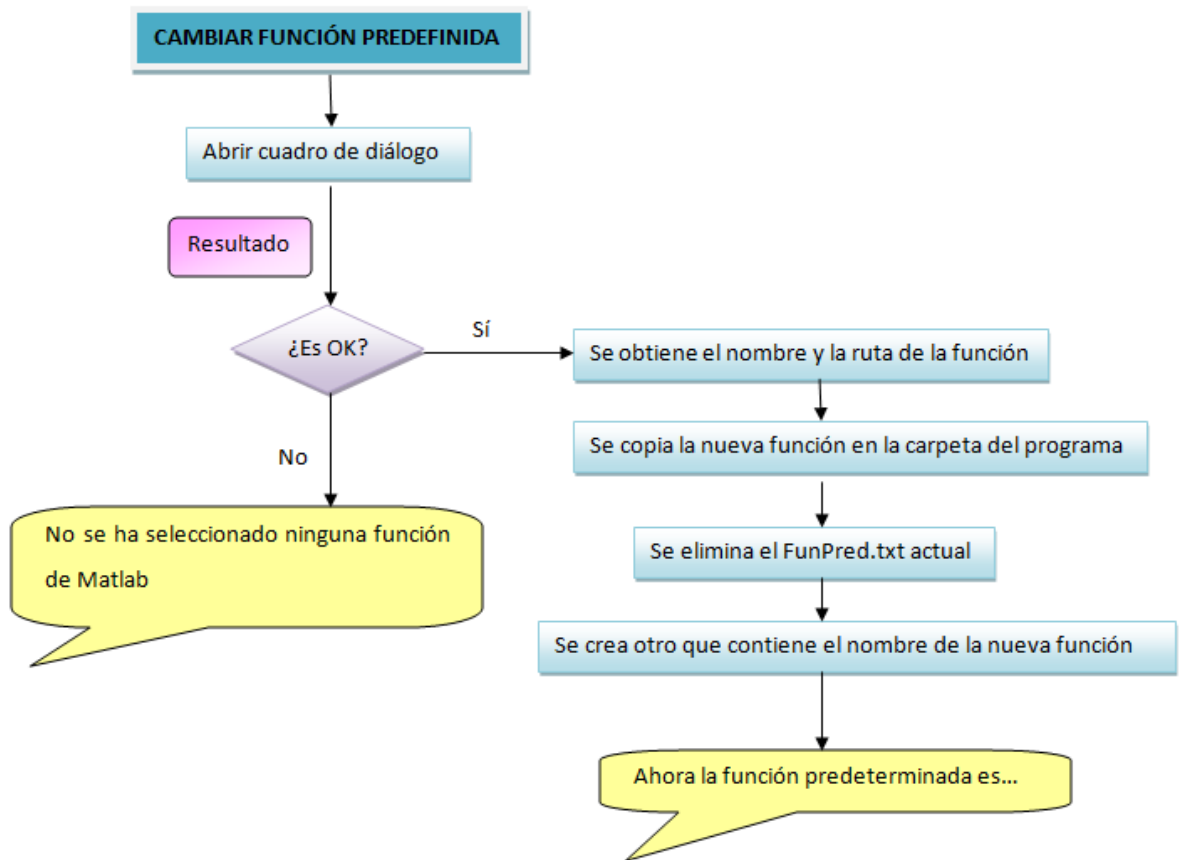 CAMBIAR FUNCIÓN PREDEFINIDA
Abrir cuadro de diálogo
Resultado
¿Es OK?
Sí
Se obtiene el nombre y la ruta de la función
Se copia la nueva función en la carpeta del programa
No
No se ha seleccionado ninguna función
de Matlab
Se elimina el FunPred.txt actual
Se crea otro que contiene el nombre de la nueva función
Ahora la función predeterminada es...